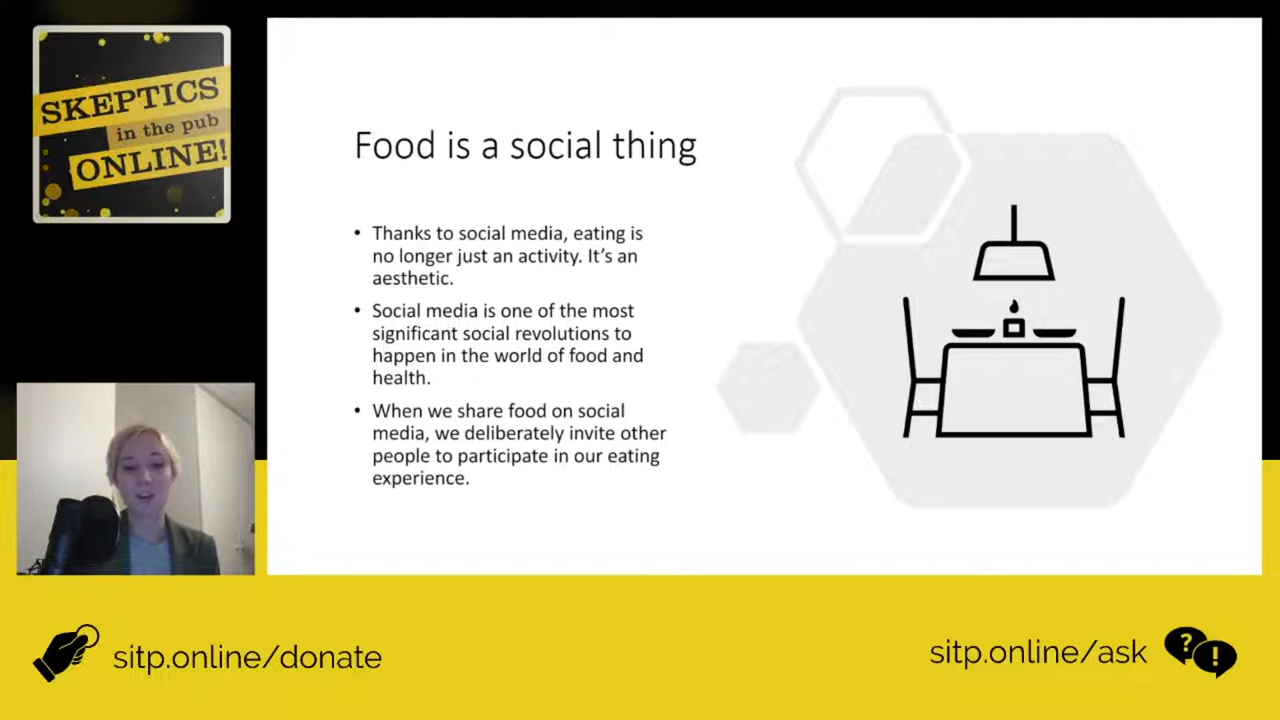 SKEPTICS
in the pub
ONLINE!
Food is a social thing
• Thanks to social media, eating is
no longer just an activity. It’s an
aesthetic.
• Social media is one of the most
significant social revolutions to
happen in the world of food and
health.
• When we share food on social
media, we deliberately invite other
people to participate in our eating
experience.
sitp.online/donate
sitp.online/ask
? !